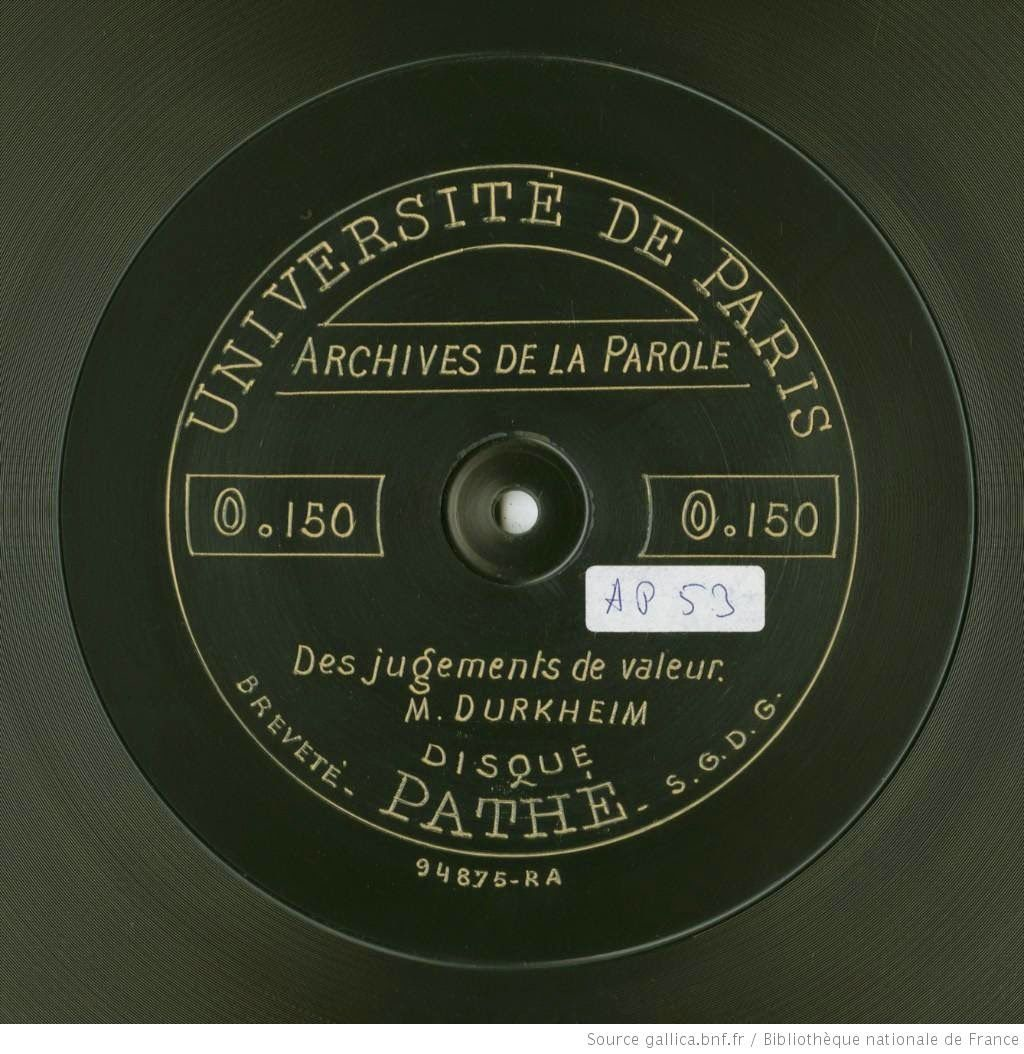 UNIVERSITÉ DE PARIS
ARCHIVES DE LA PAROLE
0.150
0.150
AP 53
Des jugements de valeur.
M. DURKHEIM
DISQUE
BREVETÉ_ PATHÉ _ S.G.D.G.
94875-RA
Source gallica.bnf.fr / Bibliothèque nationale de France